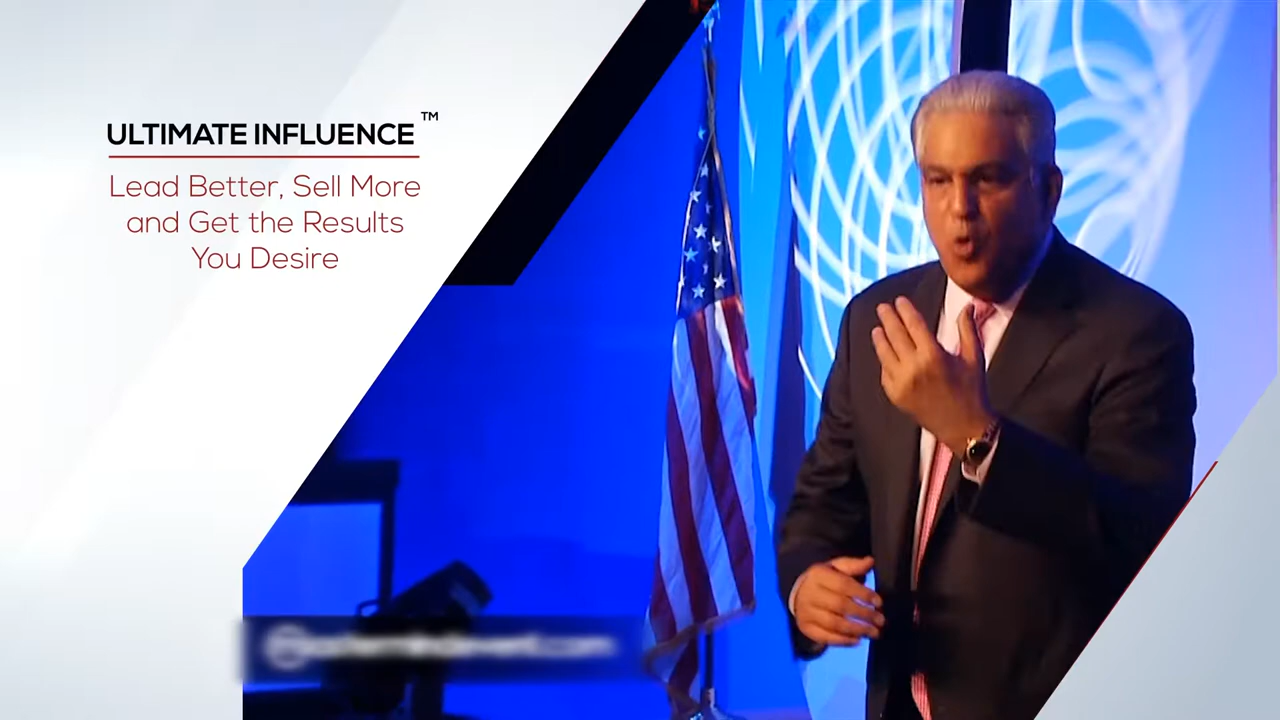 ULTIMATE INFLUENCE™
Lead Better, Sell More
and Get the Results
You Desire